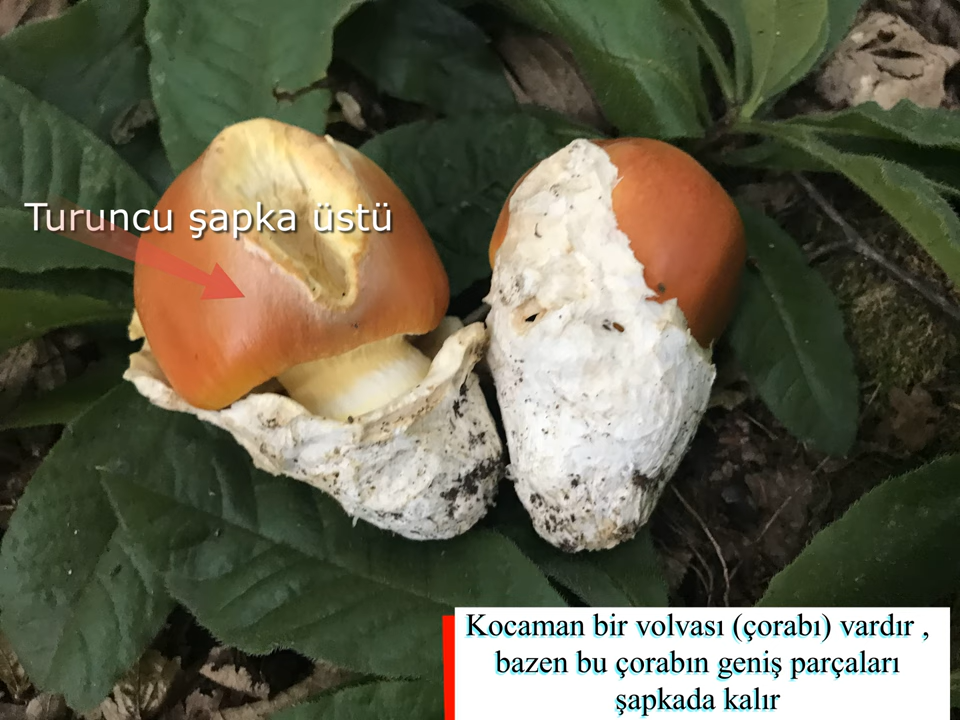 Turuncu şapka üstü
Kocaman bir volvası (çorabı) vardır ,
bazen bu çorabın geniş parçaları
şapkada kalır